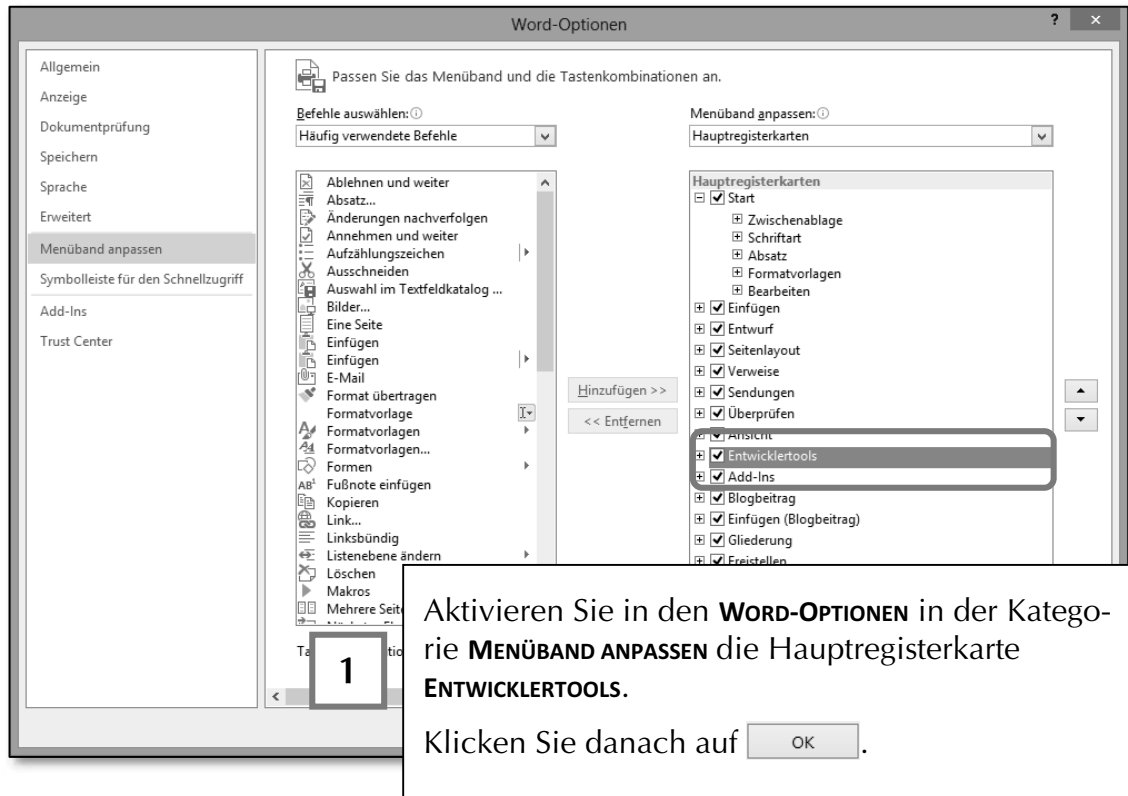 Word-Optionen
Allgemein
Anzeige
Dokumentprüfung
Speichern
Sprache
Erweitert
Menüband anpassen
Symbolleiste für den Schnellzugriff
Add-Ins
Trust Center
Passen Sie das Menüband und die Tastenkombinationen an.
Befehle auswählen:
Häufig verwendete Befehle
Ablehnen und weiter
Absatz...
Änderungen nachverfolgen
Annehmen und weiter
Aufzählungszeichen
Ausschneiden
Auswahl im Textfeldkatalog ...
Bilder...
Eine Seite
Einfügen
Einfügen
E-Mail
Format übertragen
Formatvorlage
Formatvorlagen
Formatvorlagen...
Formen
Fußnote einfügen
Kopieren
Link...
Linksbündig
Listenebene ändern
Löschen
Makros
Mehrere Seit
Hinzufügen >>
<< Entfernen
Menüband anpassen:
Hauptregisterkarten
Hauptregisterkarten
Start
Zwischenablage
Schriftart
Absatz
Formatvorlagen
Bearbeiten
Einfügen
Entwurf
Seitenlayout
Verweise
Sendungen
Überprüfen
Ansicht
Entwicklertools
Add-Ins
Blogbeitrag
Einfügen (Blogbeitrag)
Gliederung
Freistellen
1
Aktivieren Sie in den WORD-OPTIONEN in der Katego-
rie MENÜBAND ANPASSEN die Hauptregisterkarte
ENTWICKLERTOOLS.
Klicken Sie danach auf OK .